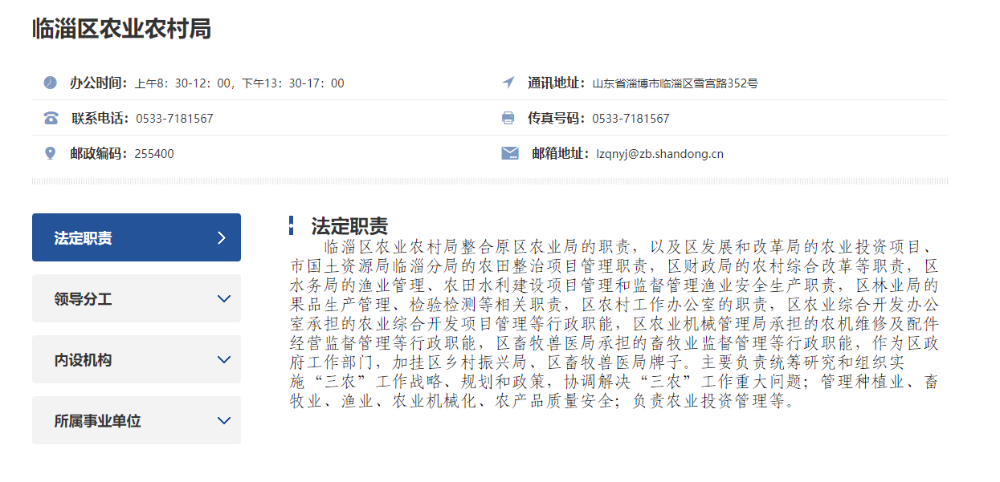 临淄区农业农村局
办公时间：上午8：30-12：00，下午13：30-17：00
通讯地址：山东省淄博市临淄区雪宫路352号
联系电话：0533-7181567
传真号码：0533-7181567
邮政编码：255400
邮箱地址：lzqnyj@zb.shandong.cn
法定职责
领导分工
内设机构
所属事业单位
法定职责
临淄区农业农村局整合原区农业局的职责，以及区发展和改革局的农业投资项目、
市国土资源局临淄分局的农田整治项目管理职责，区财政局的农村综合改革等职责，区
水务局的渔业管理、农田水利建设项目管理和监督管理渔业安全生产职责，区林业局的
果品生产管理、检验检测等相关职责，区农村工作办公室的职责，区农业综合开发办公
室承担的农业综合开发项目管理等行政职能，区农业机械管理局承担的农机维修及配件
经营监督管理等行政职能，区畜牧兽医局承担的畜牧业监督管理等行政职能，作为区政
府工作部门，加挂区乡村振兴局、区畜牧兽医局牌子。主要负责统筹研究和组织实
施“三农”工作战略、规划和政策，协调解决“三农”工作重大问题；管理种植业、畜
牧业、渔业、农业机械化、农产品质量安全；负责农业投资管理等。